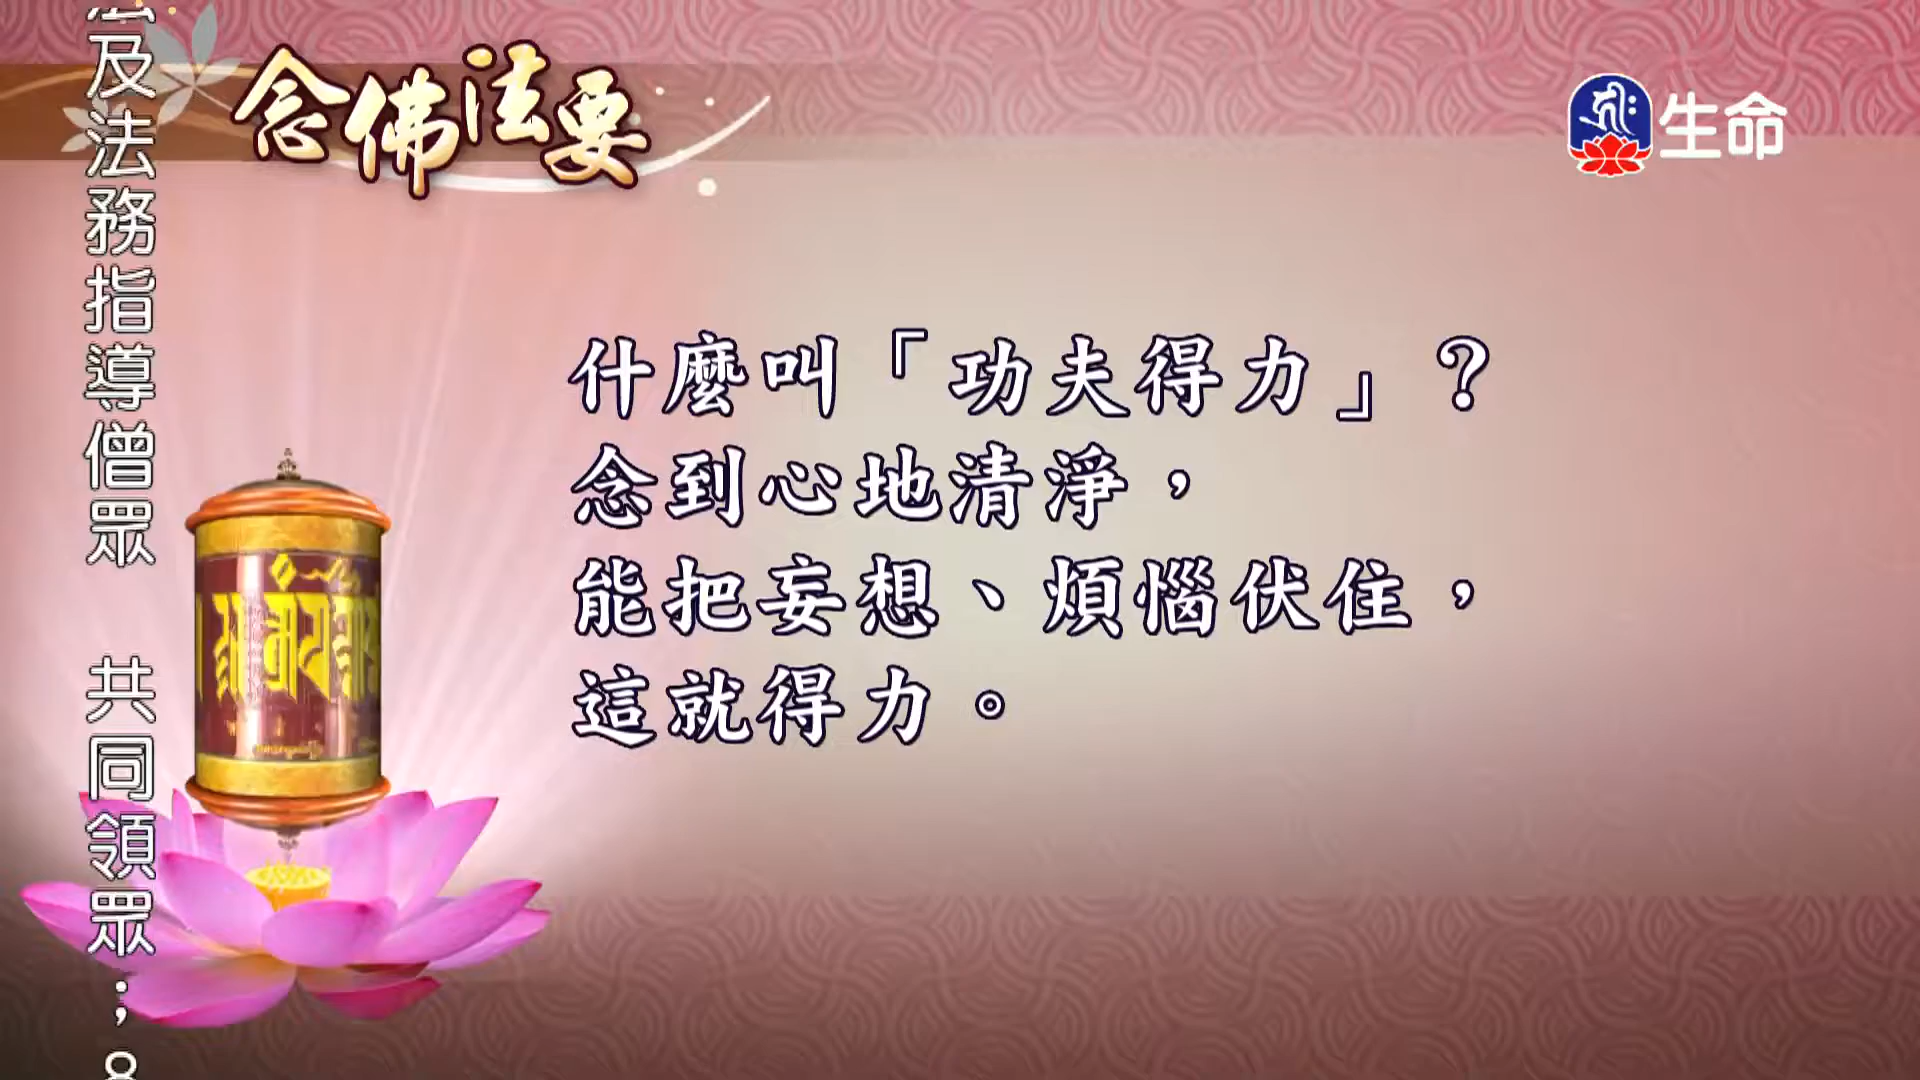 念佛法要
生命
什麼叫「功夫得力」？
念到心地清淨，
能把妄想、煩惱伏住，
這就得力。
及法務指導僧眾　共同領眾；8